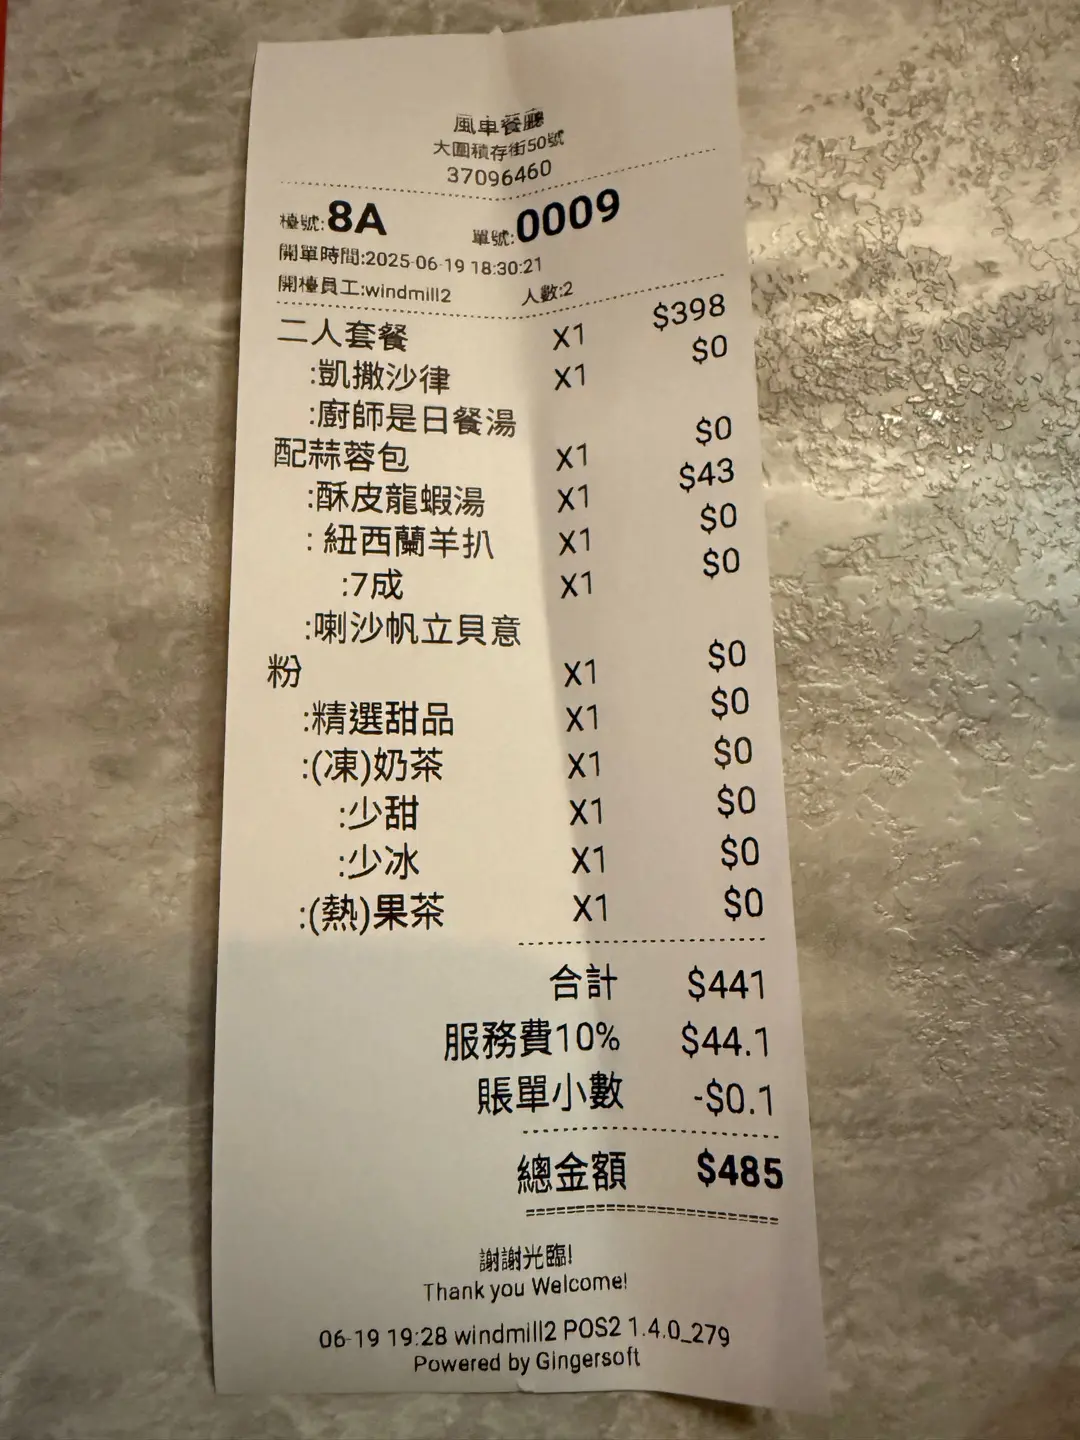 風車餐廳
大圍積存街50號
37096460
檯號:8A 單號:0009
開單時間:2025-06-19 18:30:21
開檯員工:windmill2 人數:2
二人套餐 X1 $398
:凱撒沙律 X1 $0
:廚師是日餐湯
配蒜蓉包 X1 $0
:酥皮龍蝦湯 X1 $43
:紐西蘭羊扒 X1 $0
:7成 X1 $0
:喇沙帆立貝意
粉 X1 $0
:精選甜品 X1 $0
:(凍)奶茶 X1 $0
:少甜 X1 $0
:少冰 X1 $0
:(熱)果茶 X1 $0
合計 $441
服務費10% $44.1
賬單小數 -$0.1
總金額 $485
謝謝光臨!
Thank you Welcome!
06-19 19:28 windmill2 POS2 1.4.0_279
Powered by Gingersoft